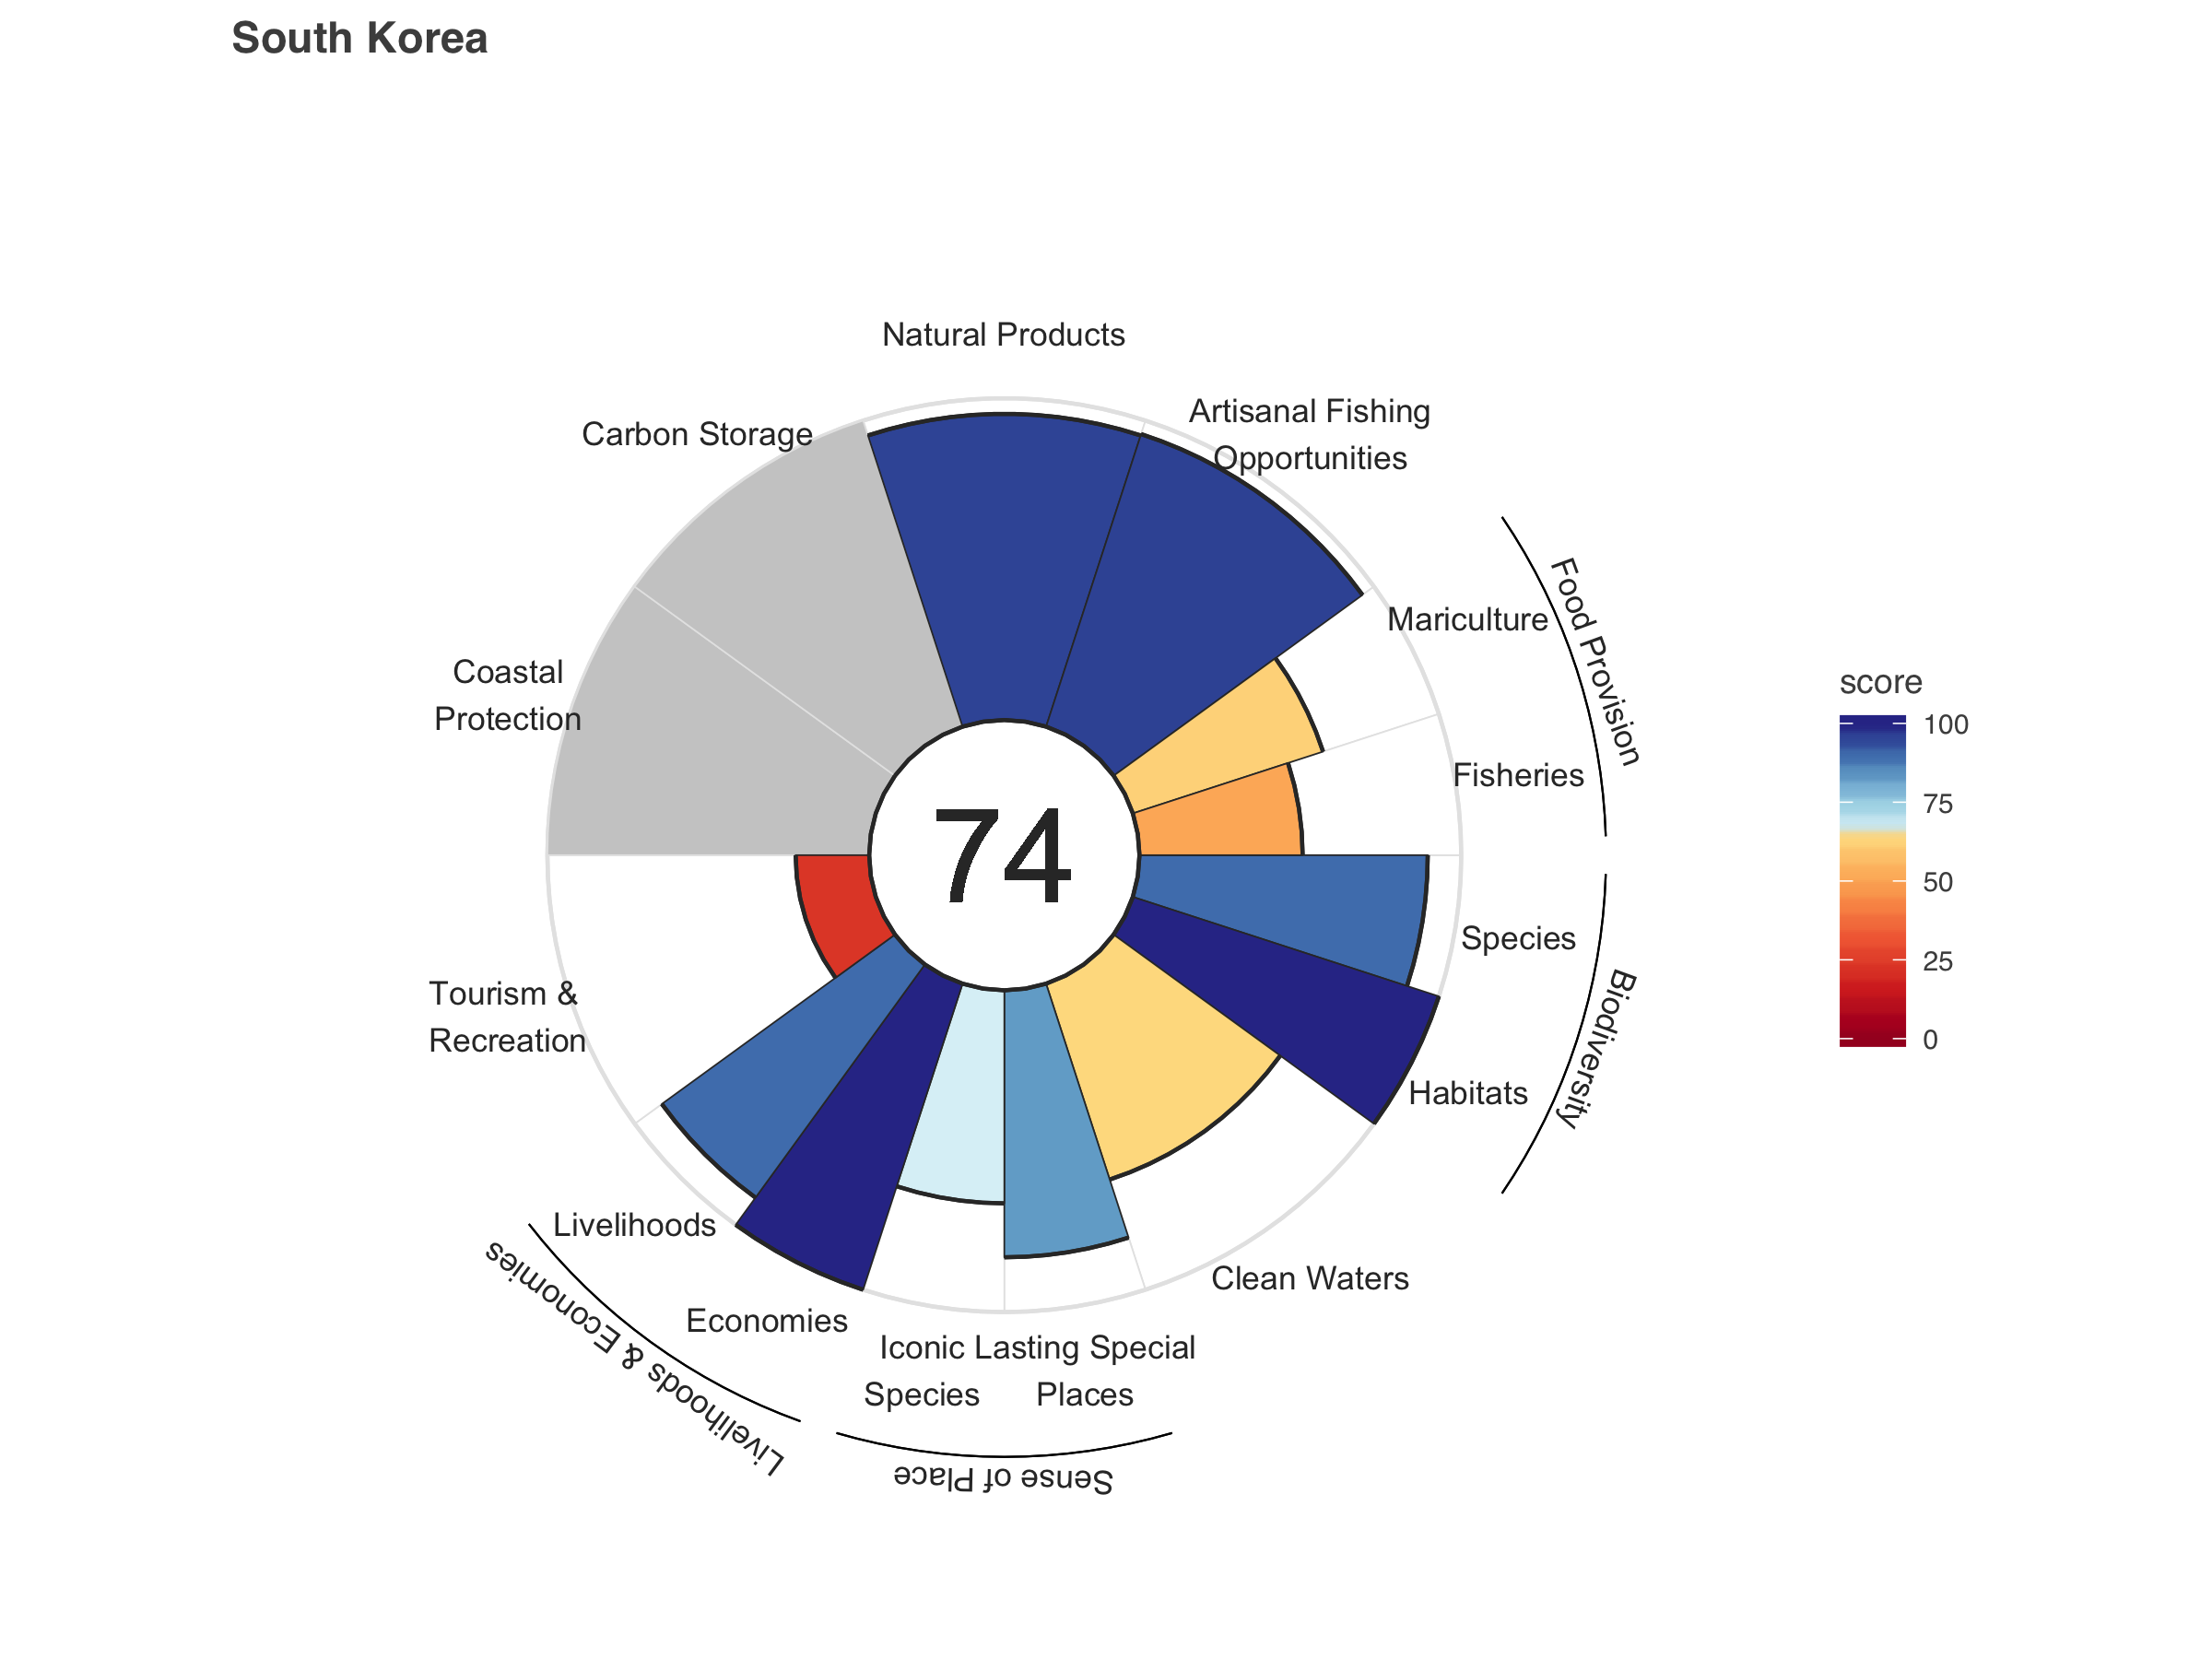 South Korea
Natural Products
Artisanal Fishing
Opportunities
Carbon Storage
Mariculture
Food Provision
Coastal
Protection
Fisheries
74
score
100
75
50
25
0
Species
Biodiversity
Tourism &
Recreation
Habitats
Livelihoods
Clean Waters
Economies
Livelihoods & Economies
Iconic
Species
Lasting Special
Places
Sense of Place